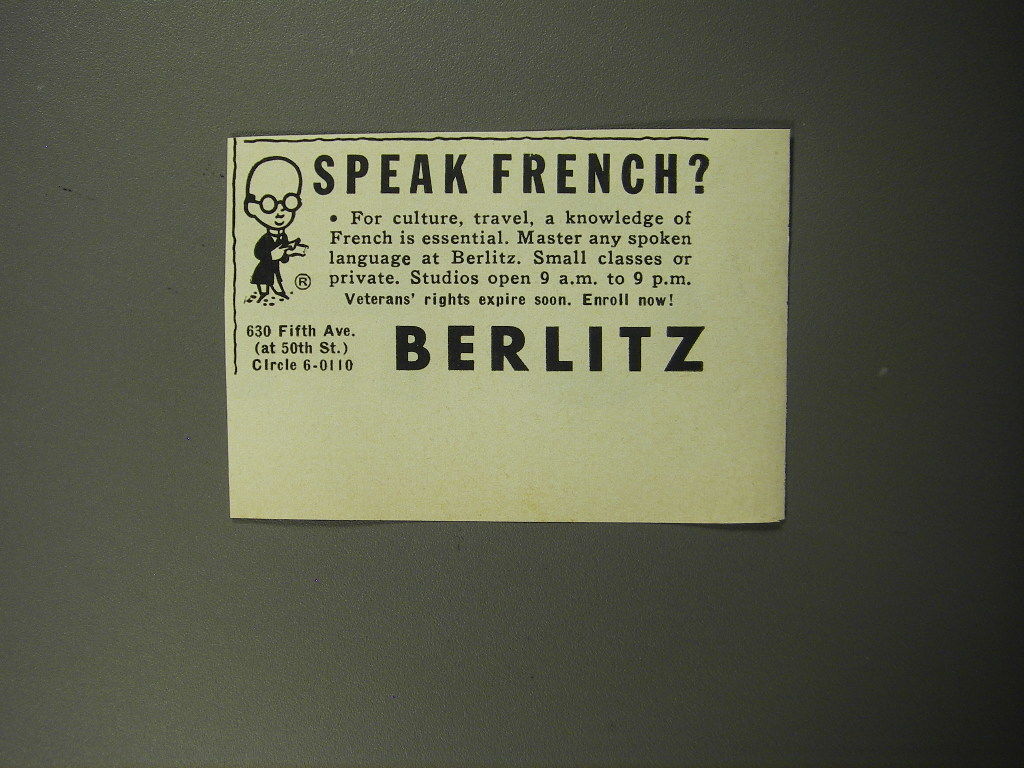 SPEAK FRENCH?
• For culture, travel, a knowledge of
French is essential. Master any spoken
language at Berlitz. Small classes or
private. Studios open 9 a.m. to 9 p.m.
Veterans' rights expire soon. Enroll now!
®
630 Fifth Ave.
(at 50th St.)
CIrcle 6-0110
BERLITZ